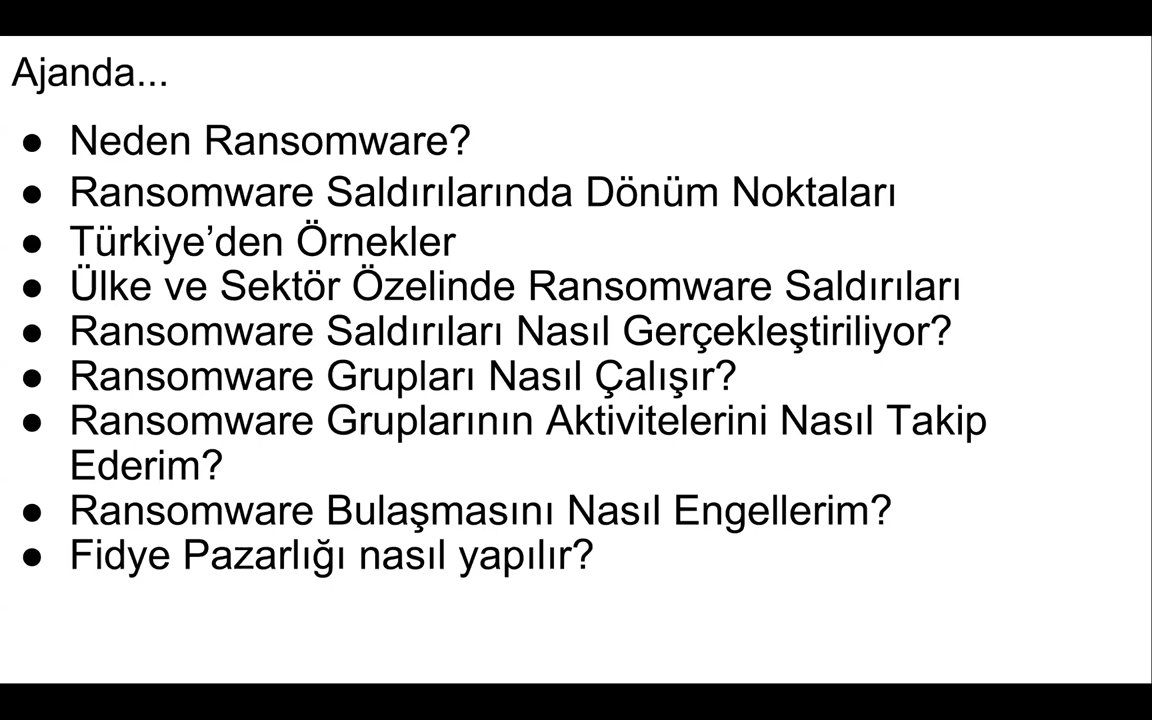 Ajanda...
● Neden Ransomware?
● Ransomware Saldırılarında Dönüm Noktaları
● Türkiye’den Örnekler
● Ülke ve Sektör Özelinde Ransomware Saldırıları
● Ransomware Saldırıları Nasıl Gerçekleştiriliyor?
● Ransomware Grupları Nasıl Çalışır?
● Ransomware Gruplarının Aktivitelerini Nasıl Takip
Ederim?
● Ransomware Bulaşmasını Nasıl Engellerim?
● Fidye Pazarlığı nasıl yapılır?